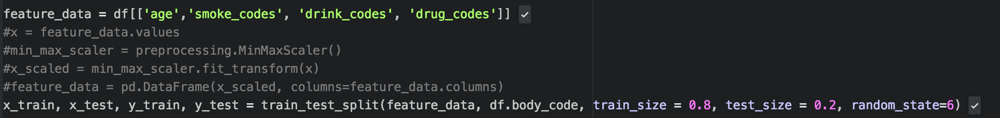 feature_data = df[['age','smoke_codes', 'drink_codes', 'drug_codes']]
#x = feature_data.values
#min_max_scaler = preprocessing.MinMaxScaler()
#x_scaled = min_max_scaler.fit_transform(x)
#feature_data = pd.DataFrame(x_scaled, columns=feature_data.columns)
x_train, x_test, y_train, y_test = train_test_split(feature_data, df.body_code, train_size = 0.8, test_size = 0.2, random_state=6)